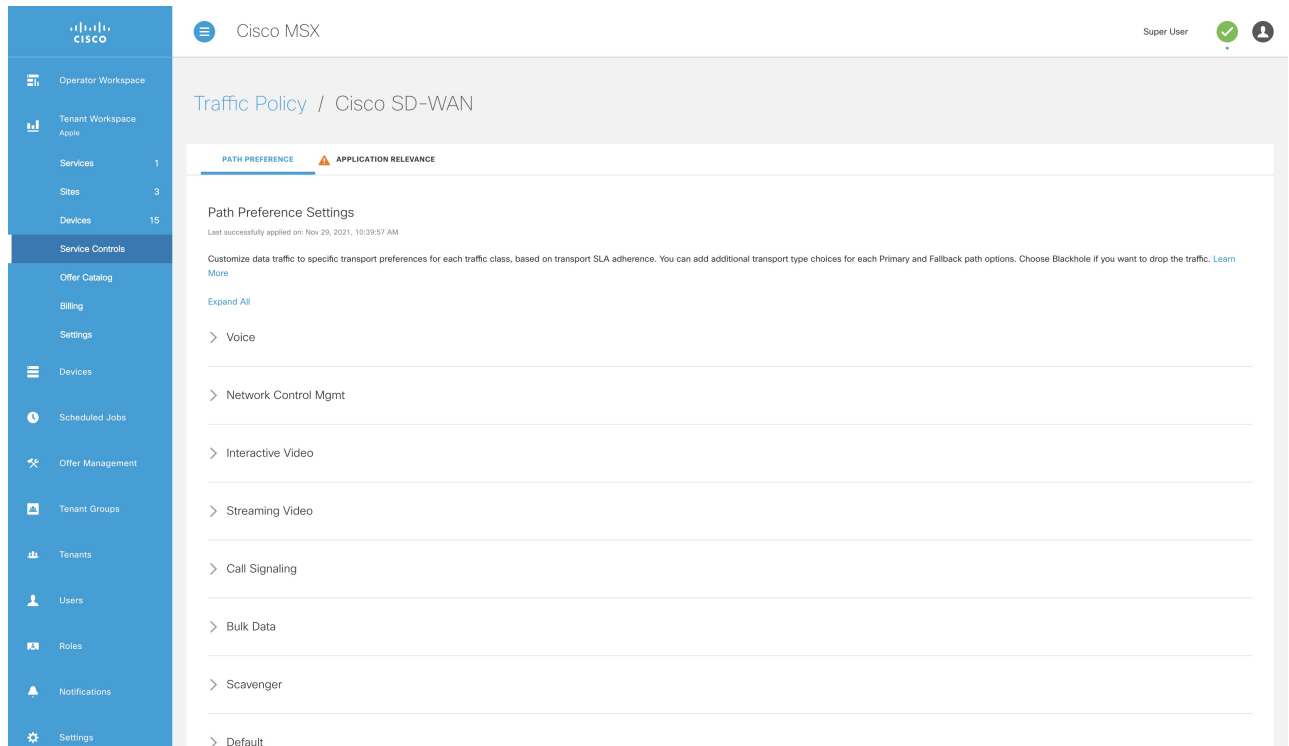 CISCO
Cisco MSX
Super User
Operator Workspace
Tenant Workspace
Apple
Services 1
Sites 3
Devices 15
Service Controls
Offer Catalog
Billing
Settings
Devices
Scheduled Jobs
Offer Management
Tenant Groups
Tenants
Users
Roles
Notifications
Settings
Traffic Policy / Cisco SD-WAN
PATH PREFERENCE APPLICATION RELEVANCE
Path Preference Settings
Last successfully applied on: Nov 29, 2021, 10:39:57 AM
Customize data traffic to specific transport preferences for each traffic class, based on transport SLA adherence. You can add additional transport type choices for each Primary and Fallback path options. Choose Blackhole if you want to drop the traffic. Learn
More
Expand All
Voice
Network Control Mgmt
Interactive Video
Streaming Video
Call Signaling
Bulk Data
Scavenger
Default